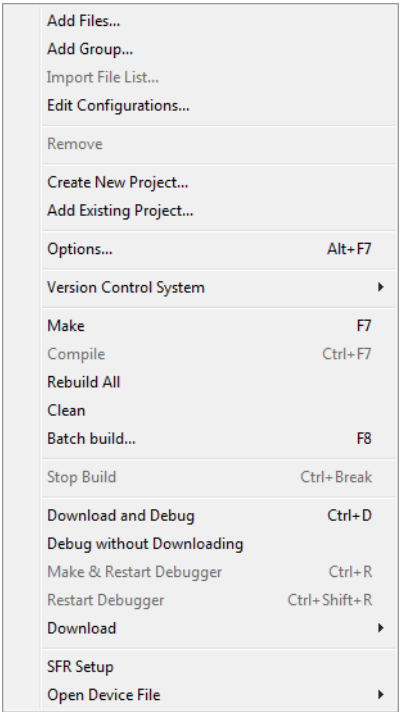 Add Files...
Add Group...
Import File List...
Edit Configurations...
Remove
Create New Project...
Add Existing Project...
Options... Alt+F7
Version Control System
Make F7
Compile Ctrl+F7
Rebuild All
Clean
Batch build... F8
Stop Build Ctrl+Break
Download and Debug Ctrl+D
Debug without Downloading
Make & Restart Debugger Ctrl+R
Restart Debugger Ctrl+Shift+R
Download
SFR Setup
Open Device File